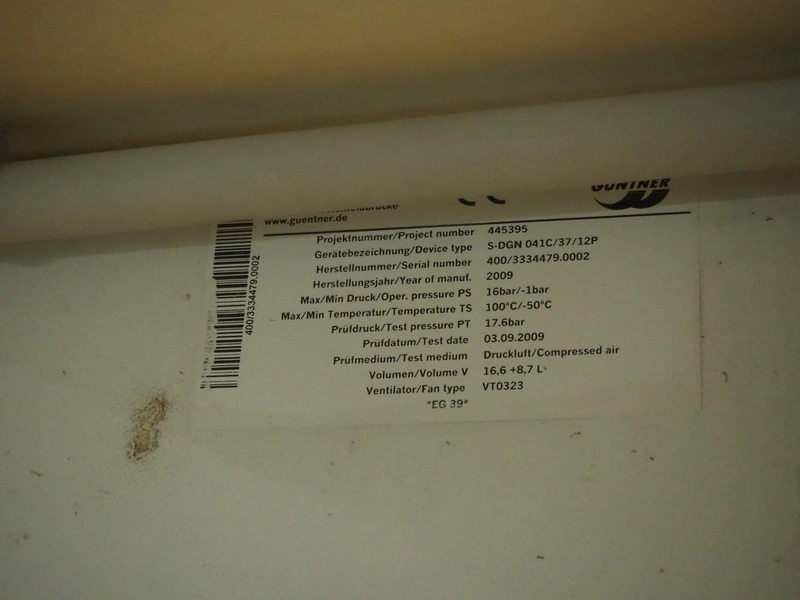 GÜNTNER
www.guentner.de
Projektnummer/Project number 445395
Gerätebezeichnung/Device type S-DGN 041C/37/12P
Herstellnummer/Serial number 400/3334479.0002
Herstellungsjahr/Year of manuf. 2009
Max/Min Druck/Oper. pressure PS 16bar/-1bar
Max/Min Temperatur/Temperature TS 100°C/-50°C
Prüfdruck/Test pressure PT 17.6bar
Prüfdatum/Test date 03.09.2009
Prüfmedium/Test medium Druckluft/Compressed air
Volumen/Volume V 16,6 +8,7 L
Ventilator/Fan type VT0323
*EG 39*
400/3334479.0002